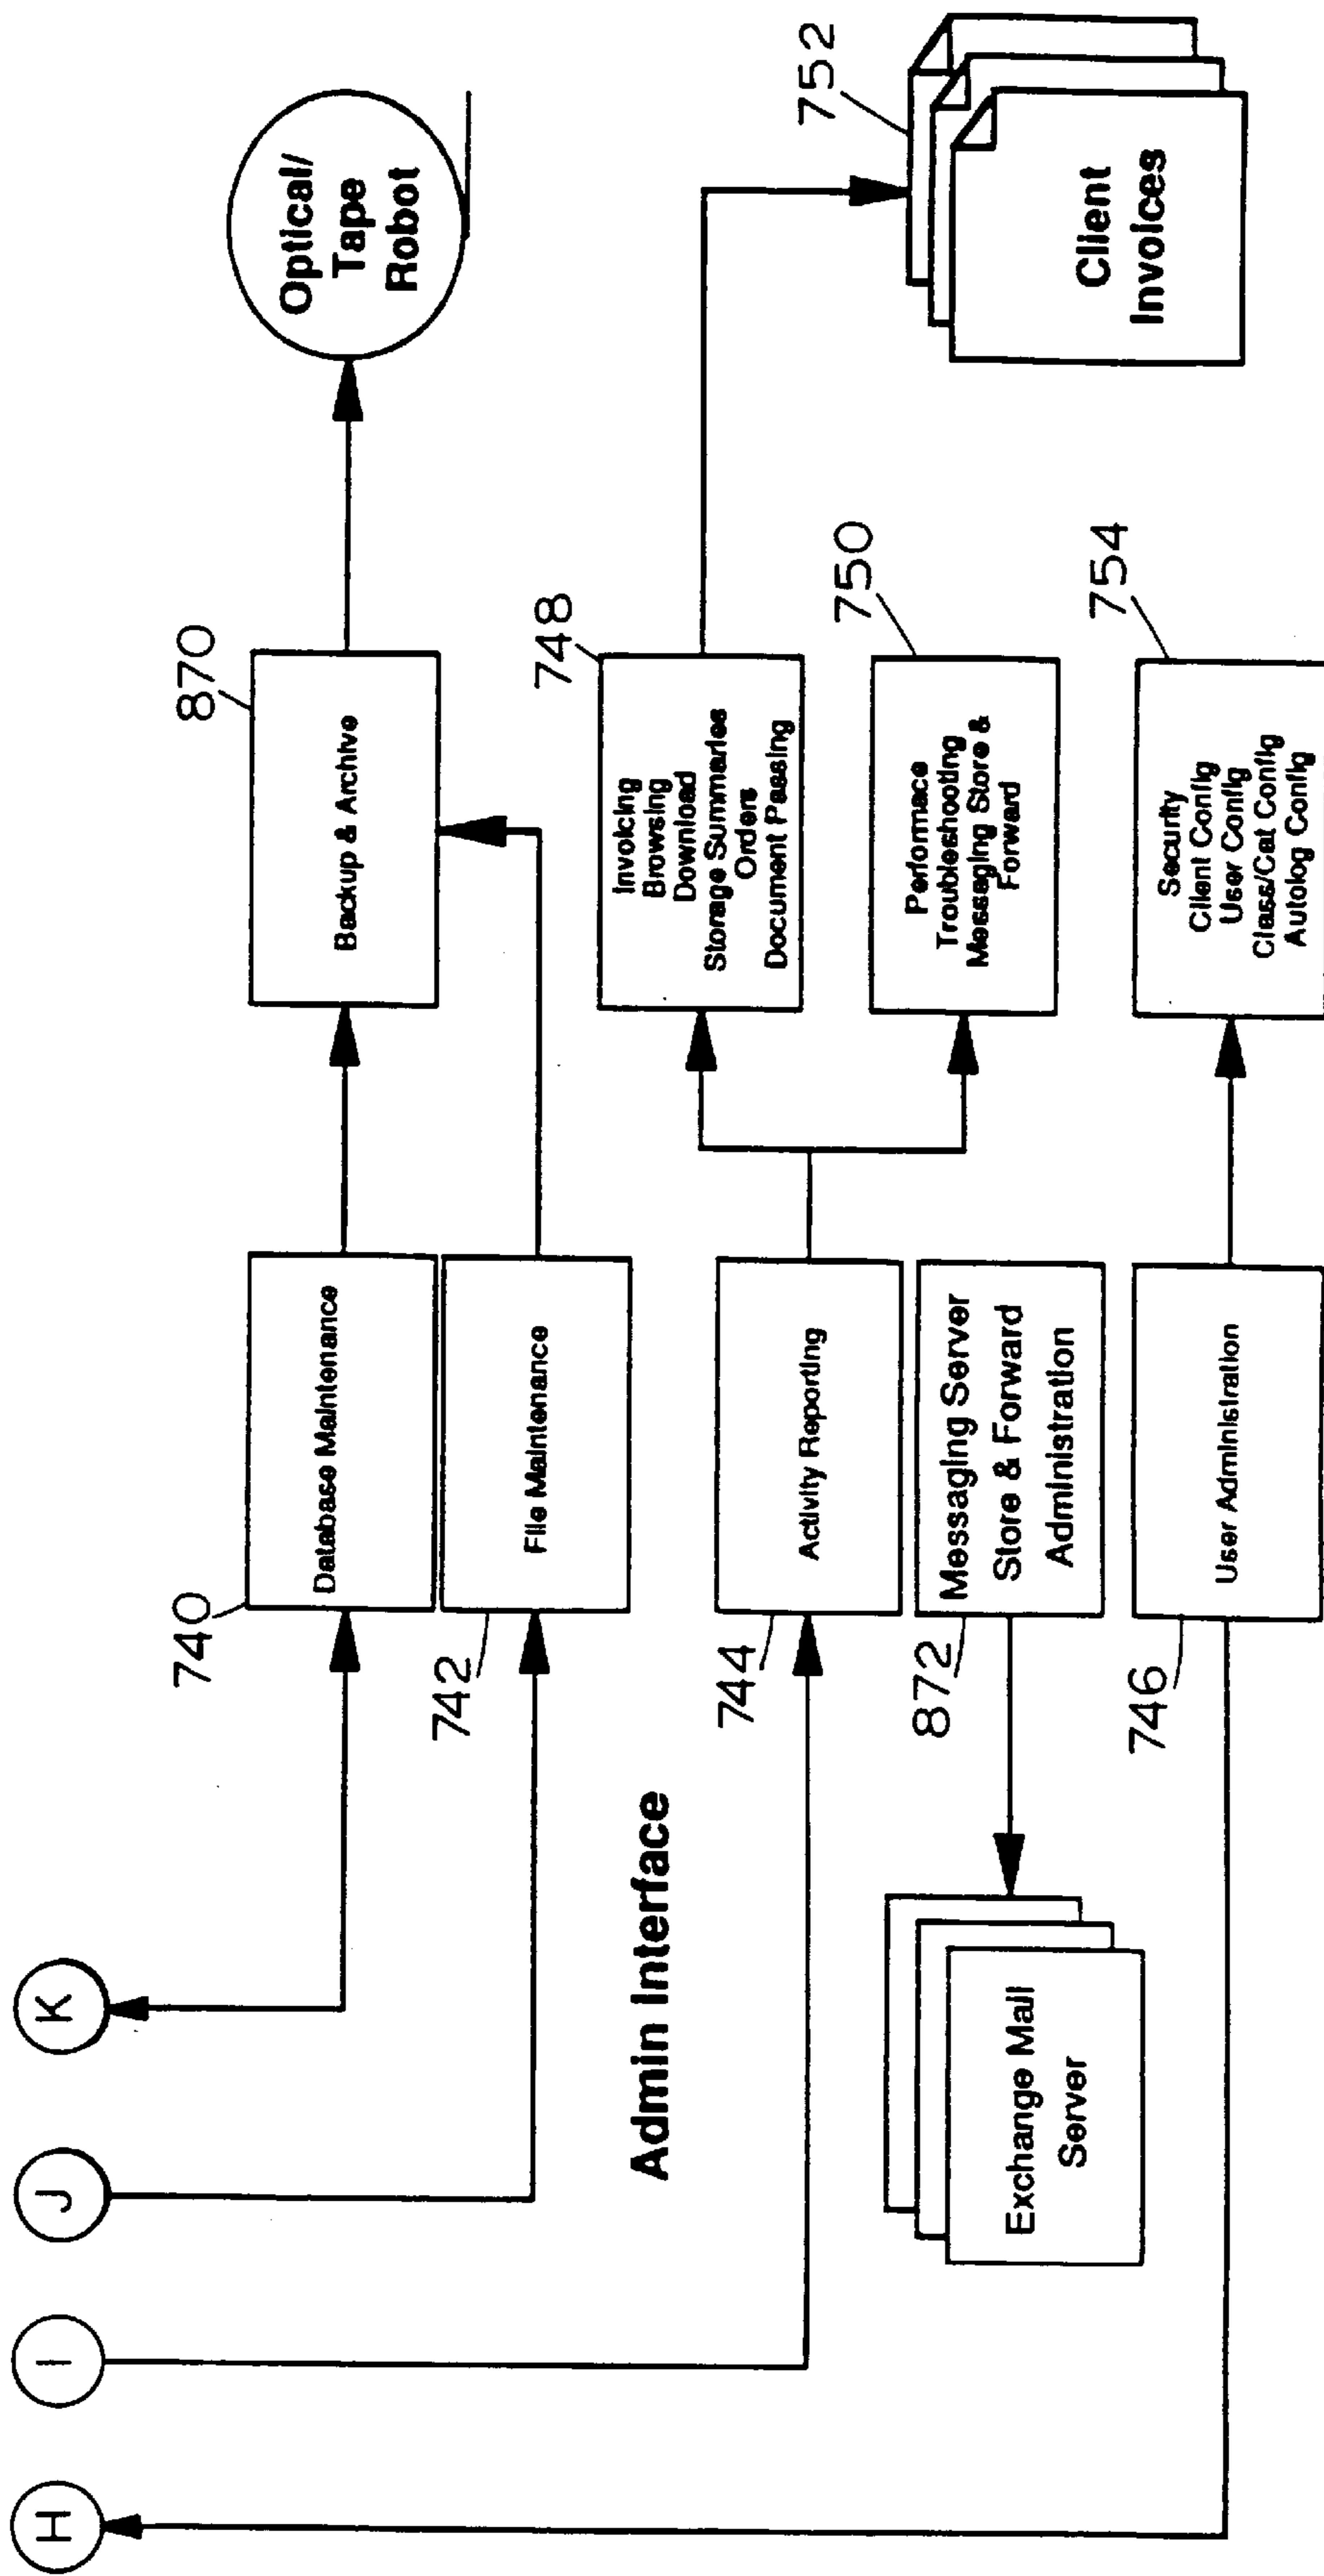 H
I
J
K
Admin Interface
740
Database Maintenance
742
File Maintenance
870
Backup & Archive
Optical/
Tape
Robot
744
Activity Reporting
748
Invoicing
Browsing
Download
Storage Summaries
Orders
Document Passing
752
Client
Invoices
750
Performace
Troubleshooting
Messaging Store &
Forward
872
Messaging Server
Store & Forward
Administration
Exchange Mail
Server
746
User Administration
754
Security
Client Config
User Config
Class/Cat Config
Autolog Config